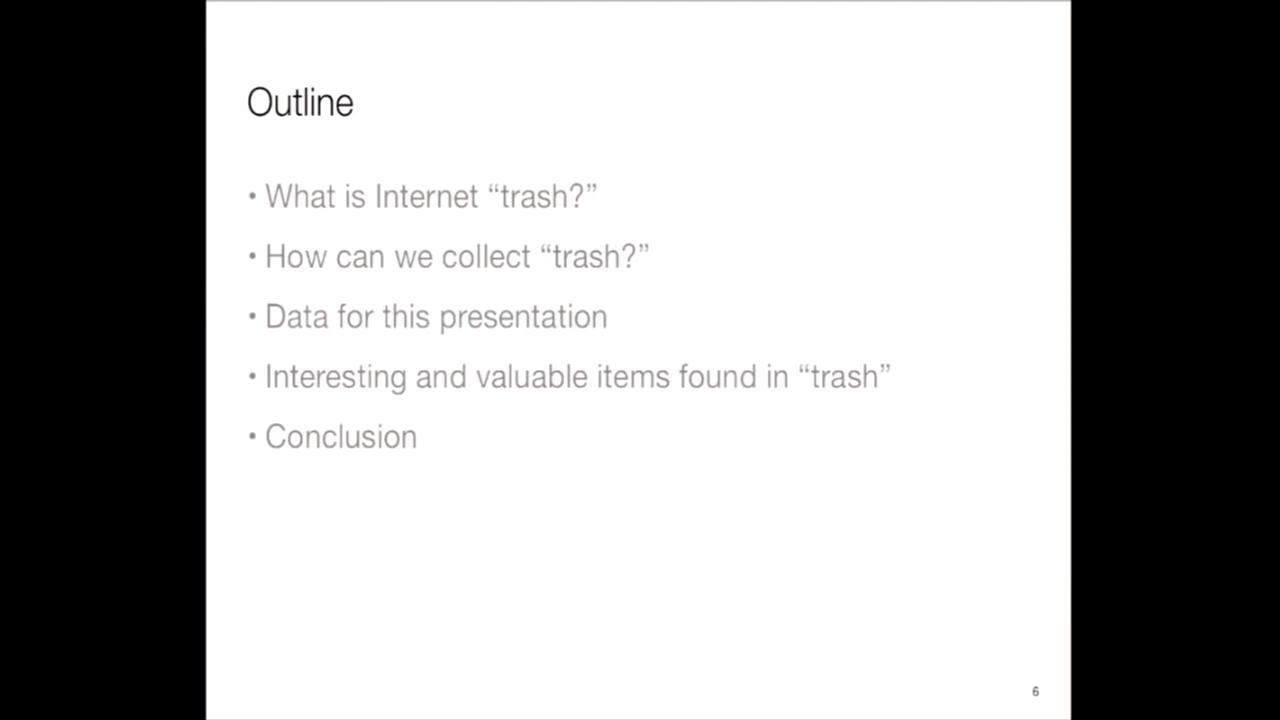 Outline
• What is Internet “trash?”
• How can we collect “trash?”
• Data for this presentation
• Interesting and valuable items found in “trash”
• Conclusion
6